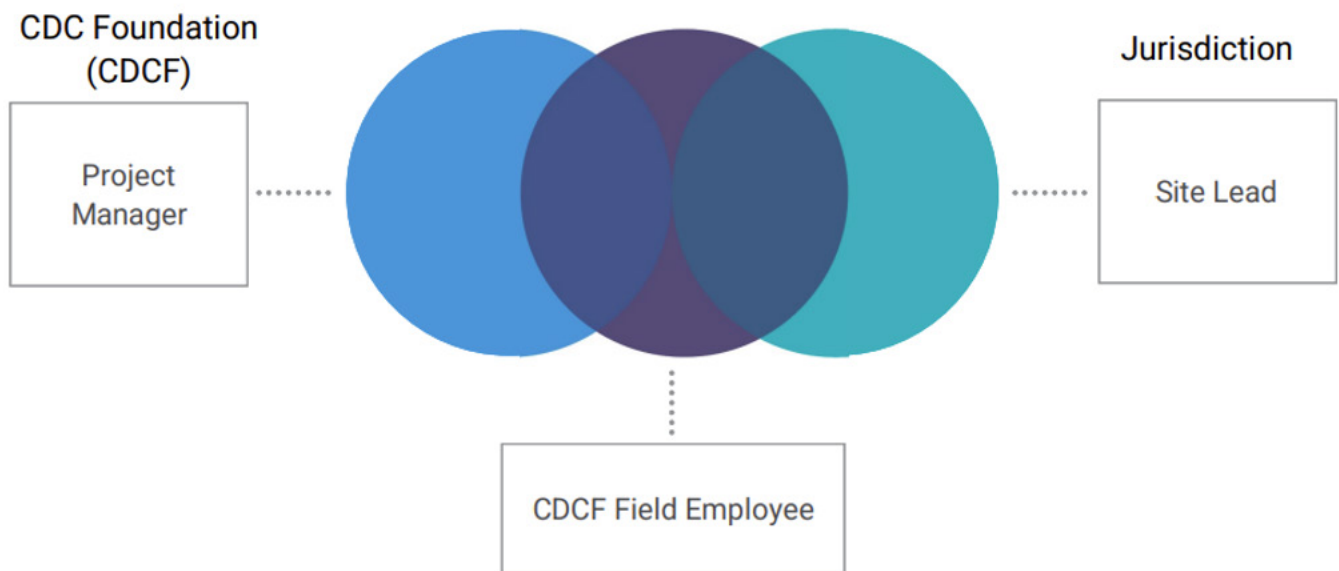 CDC Foundation
(CDCF)
Jurisdiction
Project
Manager
Site Lead
CDCF Field Employee